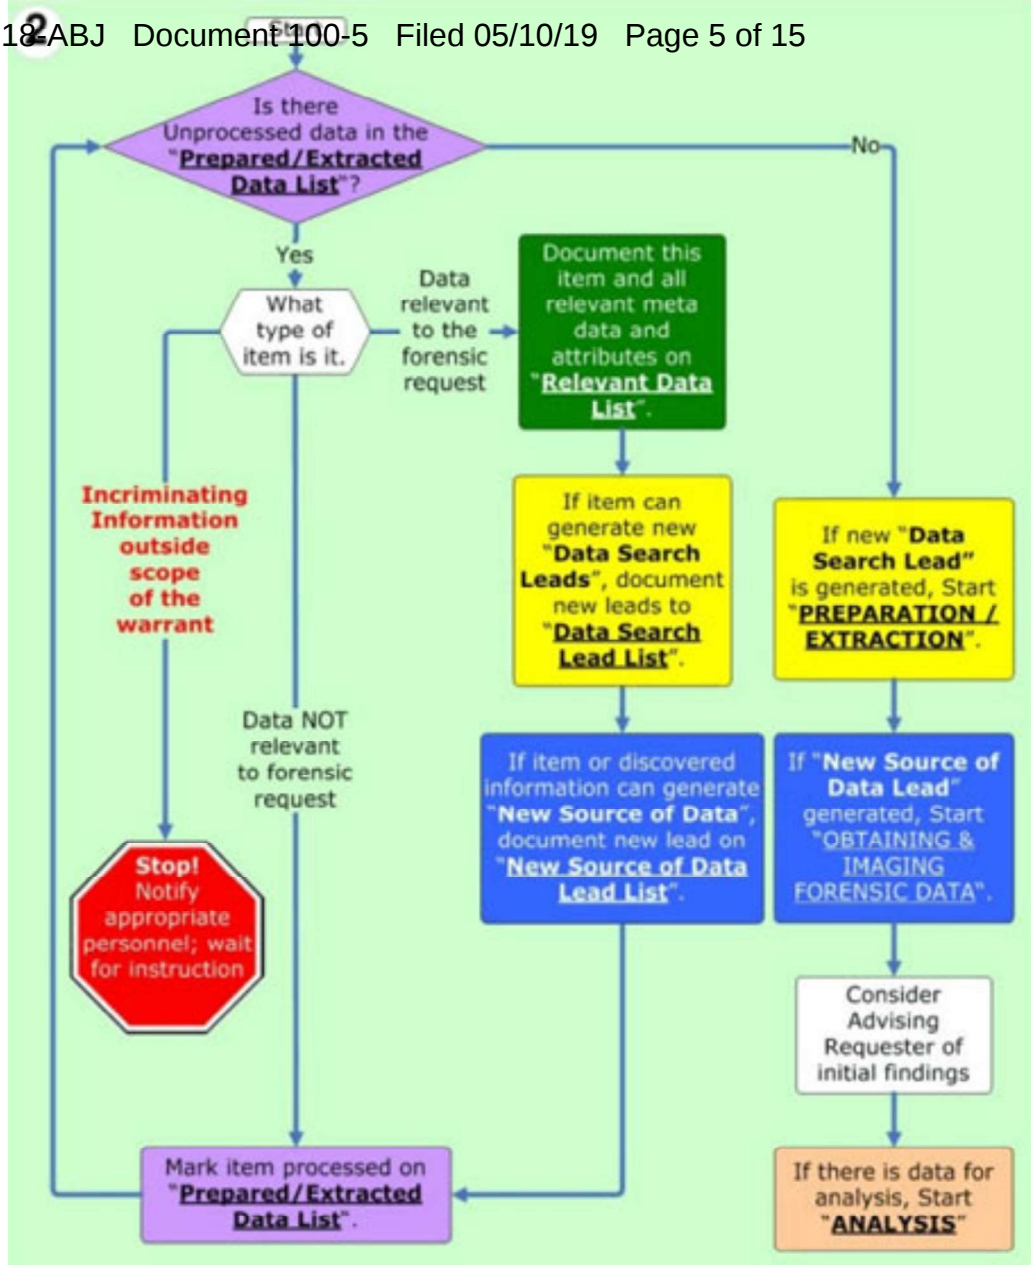 2
Start
18-ABJ Document 100-5 Filed 05/10/19 Page 5 of 15
Is there
Unprocessed data in the
"Prepared/Extracted
Data List"?
No
Yes
What
type of
item is it.
Data
relevant
to the
forensic
request
Document this
item and all
relevant meta
data and
attributes on
"Relevant Data
List".
Incriminating
Information
outside
scope
of the
warrant
If item can
generate new
"Data Search
Leads", document
new leads to
"Data Search
Lead List".
If new "Data
Search Lead"
is generated, Start
"PREPARATION /
EXTRACTION".
Data NOT
relevant
to forensic
request
If item or discovered
information can generate
"New Source of Data",
document new lead on
"New Source of Data
Lead List".
If "New Source of
Data Lead"
generated, Start
"OBTAINING &
IMAGING
FORENSIC DATA".
Stop!
Notify
appropriate
personnel; wait
for instruction
Consider
Advising
Requester of
initial findings
Mark item processed on
"Prepared/Extracted
Data List".
If there is data for
analysis, Start
"ANALYSIS"